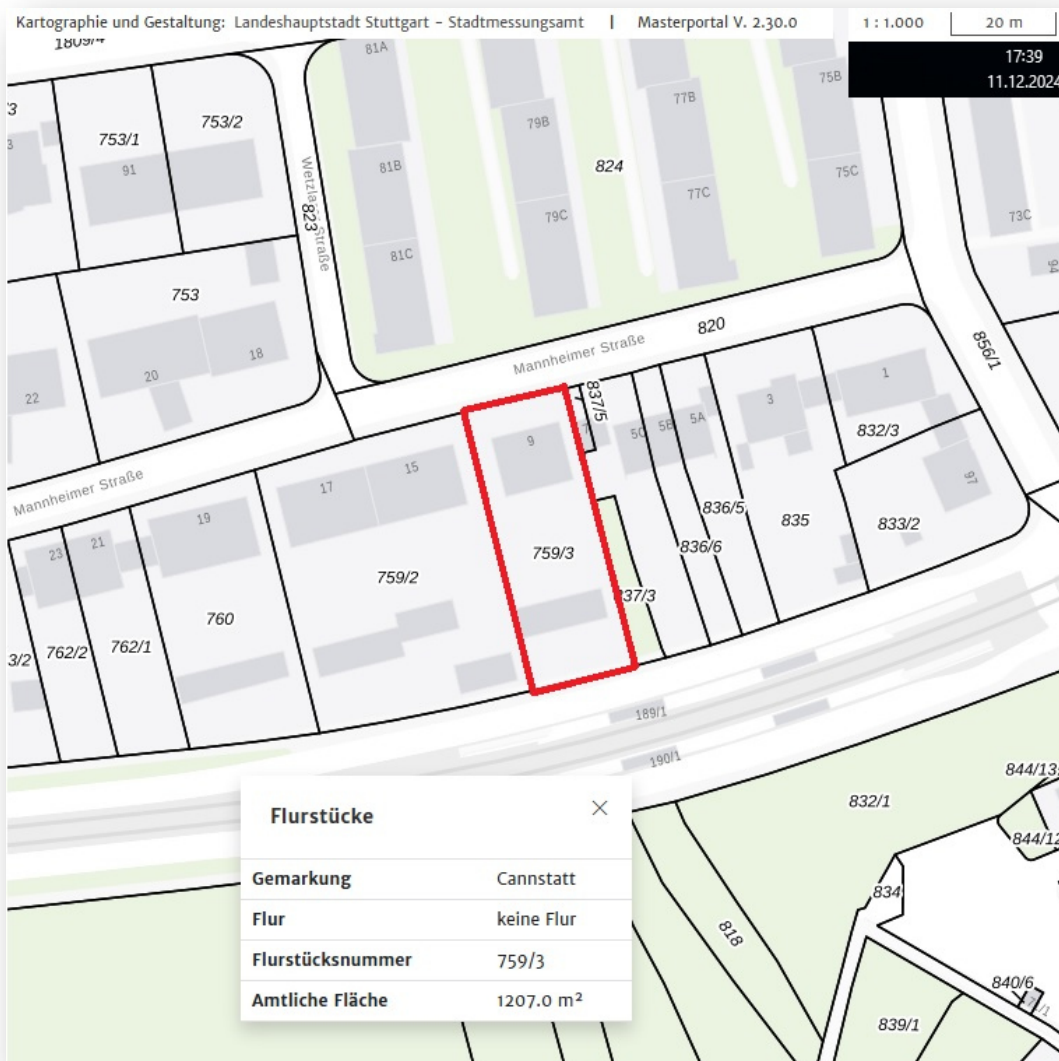 Kartographie und Gestaltung: Landeshauptstadt Stuttgart - Stadtmessungsamt | Masterportal V. 2.30.0
1 : 1.000
20 m
17:39
11.12.2024
1809/4
81A
79B
77B
75B
753/1
753/2
91
81B
824
79C
77C
75C
73C
Wetzlarer Straße
823
81C
753
94
20
18
22
Mannheimer Straße
820
856/1
837/5
1
3
832/3
9
7
5C
5B
5A
97
15
17
Mannheimer Straße
19
21
23
836/5
835
833/2
836/6
759/3
759/2
837/3
760
762/1
762/2
3/2
189/1
190/1
844/13
832/1
844/12
834
818
840/6
839/1
Flurstücke
Gemarkung Cannstatt
Flur keine Flur
Flurstücksnummer 759/3
Amtliche Fläche 1207.0 m²